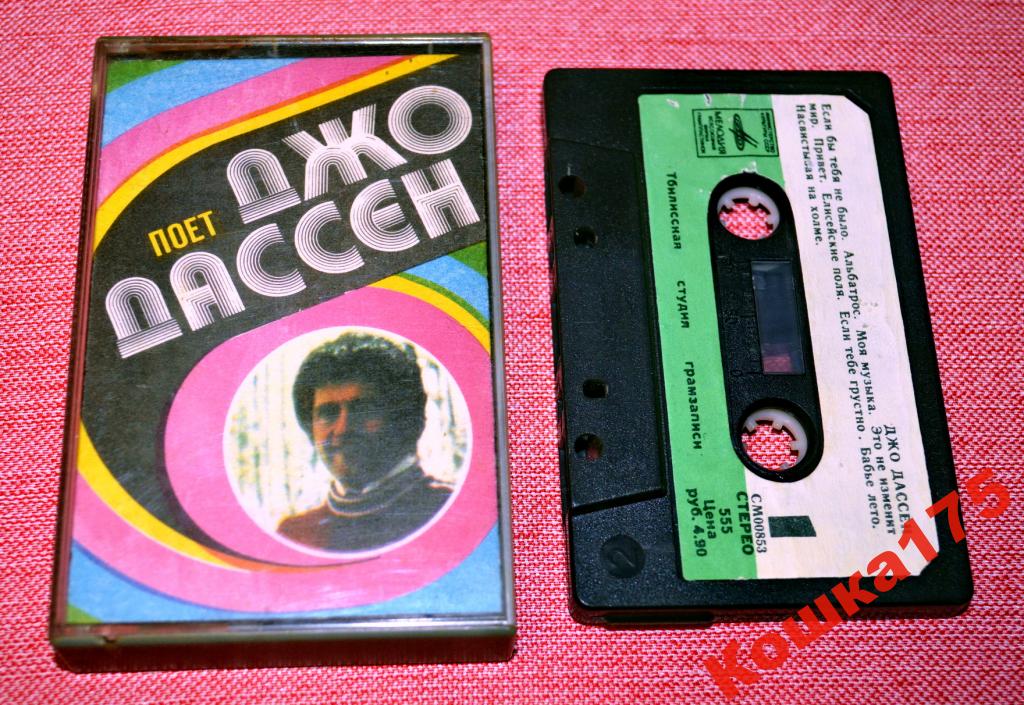 ПОЕТ
ДЖО
ДАССЕН
ДЖО ДАССЕН
Если бы тебя не было. Альбатрос. Моя музыка. Это не изменит
мир. Привет. Елисейские поля. Если тебе грустно. Бабье лето.
Насвистывая на холме.
МЕЛОДИЯ
Тбилисская студия грамзаписи
СМ00853
СТЕРЕО
555
Цена
руб. 4.90
Кошка175